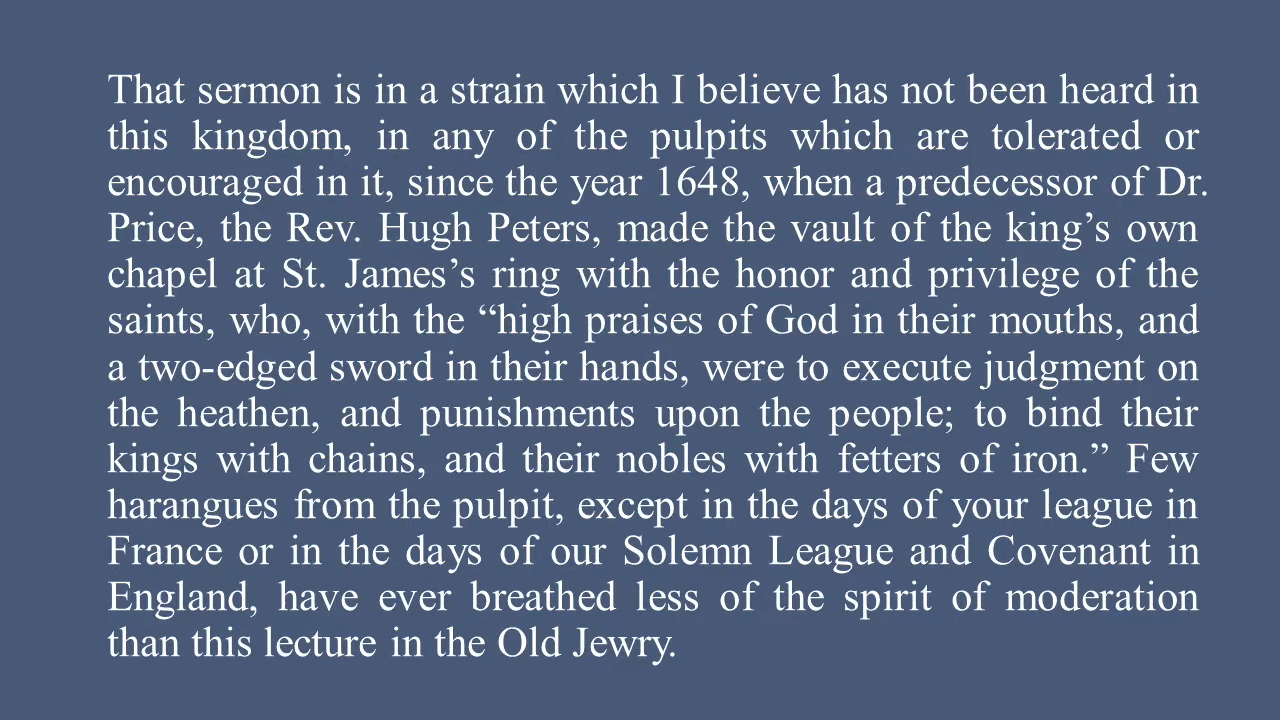 That sermon is in a strain which I believe has not been heard in
this kingdom, in any of the pulpits which are tolerated or
encouraged in it, since the year 1648, when a predecessor of Dr.
Price, the Rev. Hugh Peters, made the vault of the king’s own
chapel at St. James’s ring with the honor and privilege of the
saints, who, with the “high praises of God in their mouths, and
a two-edged sword in their hands, were to execute judgment on
the heathen, and punishments upon the people; to bind their
kings with chains, and their nobles with fetters of iron.” Few
harangues from the pulpit, except in the days of your league in
France or in the days of our Solemn League and Covenant in
England, have ever breathed less of the spirit of moderation
than this lecture in the Old Jewry.